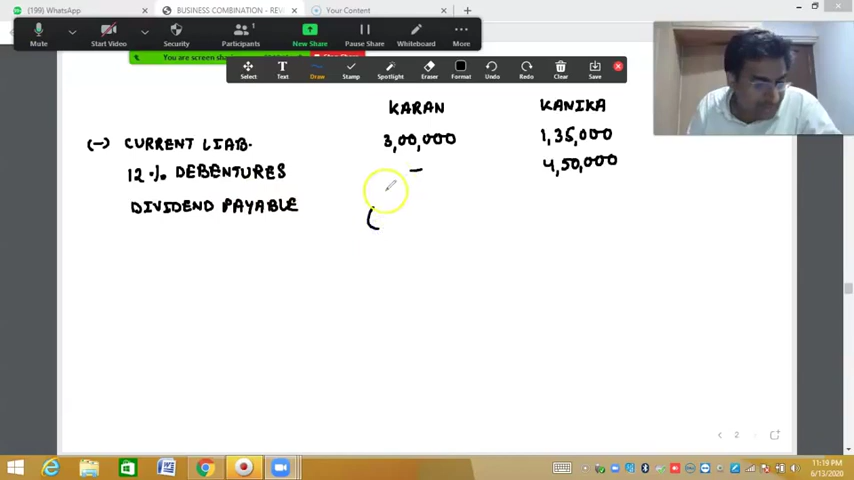 (199) WhatsApp
BUSINESS COMBINATION - REV
Your Content
Mute
Start Video
Security
1
Participants
New Share
Pause Share
Whiteboard
More
You are screen sharing
Select
Text
Draw
Stamp
Spotlight
Eraser
Format
Undo
Redo
Clear
Save
KARAN KANIKA
(-) CURRENT LIAB. 3,00,000 1,35,000
12 % DEBENTURES - 4,50,000
DIVIDEND PAYABLE (
2
11:19 PM
6/13/2020